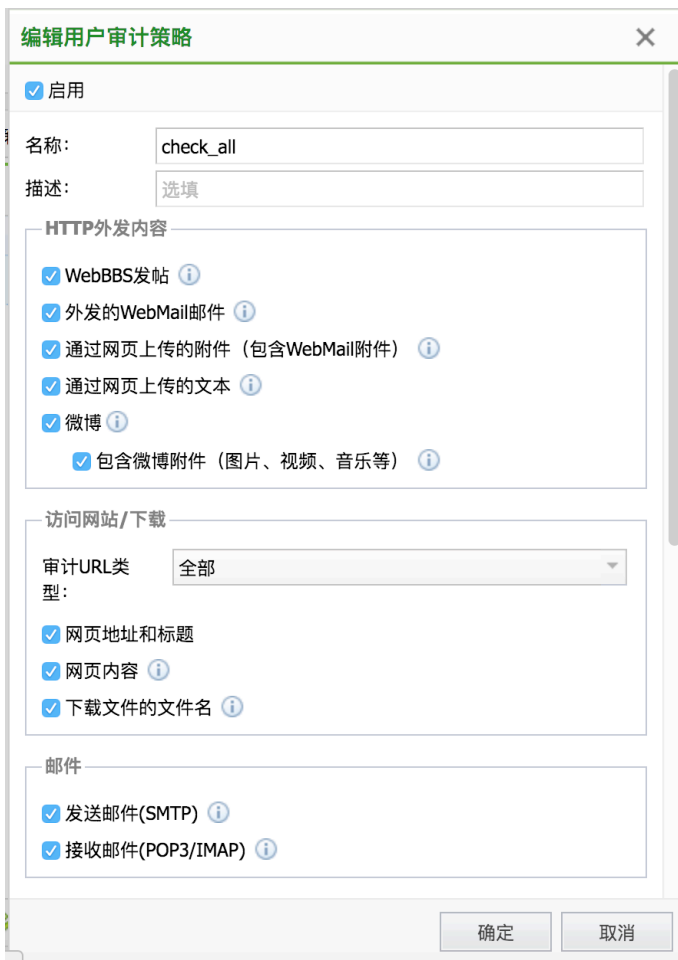 编辑用户审计策略
启用
名称：
check_all
描述：
选填
HTTP外发内容
WebBBS发帖
外发的WebMail邮件
通过网页上传的附件（包含WebMail附件）
通过网页上传的文本
微博
包含微博附件（图片、视频、音乐等）
访问网站/下载
审计URL类
型：
全部
网页地址和标题
网页内容
下载文件的文件名
邮件
发送邮件(SMTP)
接收邮件(POP3/IMAP)
确定
取消